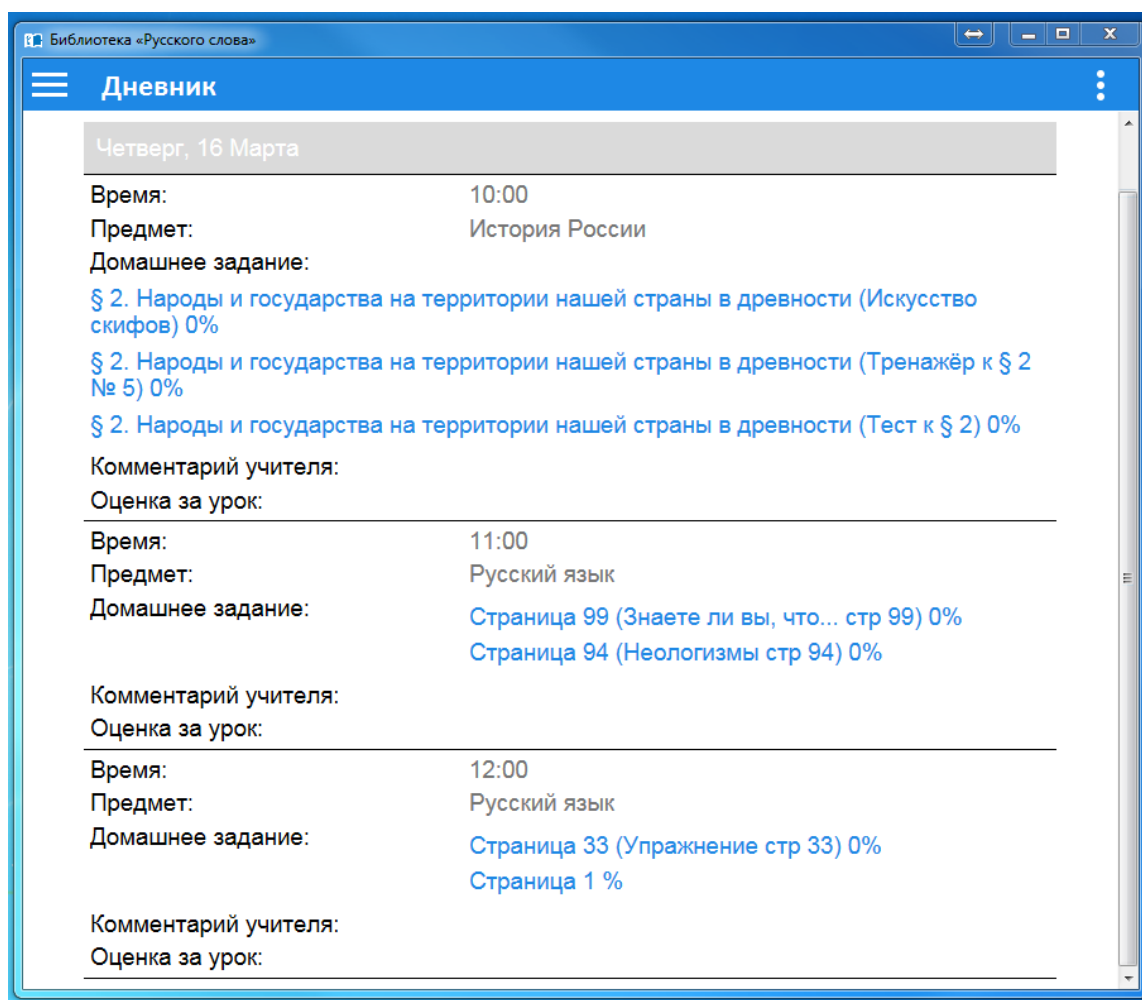 Библиотека «Русского слова»
Дневник
Четверг, 16 Марта
Время: 10:00
Предмет: История России
Домашнее задание:
§ 2. Народы и государства на территории нашей страны в древности (Искусство
скифов) 0%
§ 2. Народы и государства на территории нашей страны в древности (Тренажёр к § 2
№ 5) 0%
§ 2. Народы и государства на территории нашей страны в древности (Тест к § 2) 0%
Комментарий учителя:
Оценка за урок:
Время: 11:00
Предмет: Русский язык
Домашнее задание: Страница 99 (Знаете ли вы, что... стр 99) 0%
Страница 94 (Неологизмы стр 94) 0%
Комментарий учителя:
Оценка за урок:
Время: 12:00
Предмет: Русский язык
Домашнее задание: Страница 33 (Упражнение стр 33) 0%
Страница 1 %
Комментарий учителя:
Оценка за урок: